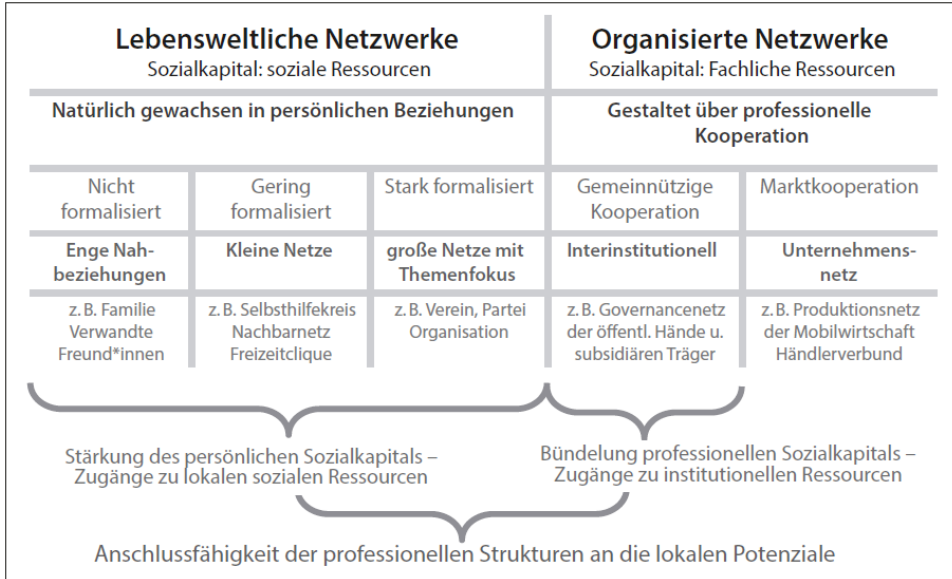 Lebensweltliche Netzwerke
Sozialkapital: soziale Ressourcen
Organisierte Netzwerke
Sozialkapital: Fachliche Ressourcen
Natürlich gewachsen in persönlichen Beziehungen
Gestaltet über professionelle
Kooperation
Nicht
formalisiert
Gering
formalisiert
Stark formalisiert
Gemeinnützige
Kooperation
Marktkooperation
Enge Nah-
beziehungen
Kleine Netze
große Netze mit
Themenfokus
Interinstitutionell
Unternehmens-
netz
z. B. Familie
Verwandte
Freund*innen
z. B. Selbsthilfekreis
Nachbarnetz
Freizeitclique
z. B. Verein, Partei
Organisation
z. B. Governancenetz
der öffentl. Hände u.
subsidiären Träger
z. B. Produktionsnetz
der Mobilwirtschaft
Händlerverbund
Stärkung des persönlichen Sozialkapitals –
Zugänge zu lokalen sozialen Ressourcen
Bündelung professionellen Sozialkapitals –
Zugänge zu institutionellen Ressourcen
Anschlussfähigkeit der professionellen Strukturen an die lokalen Potenziale